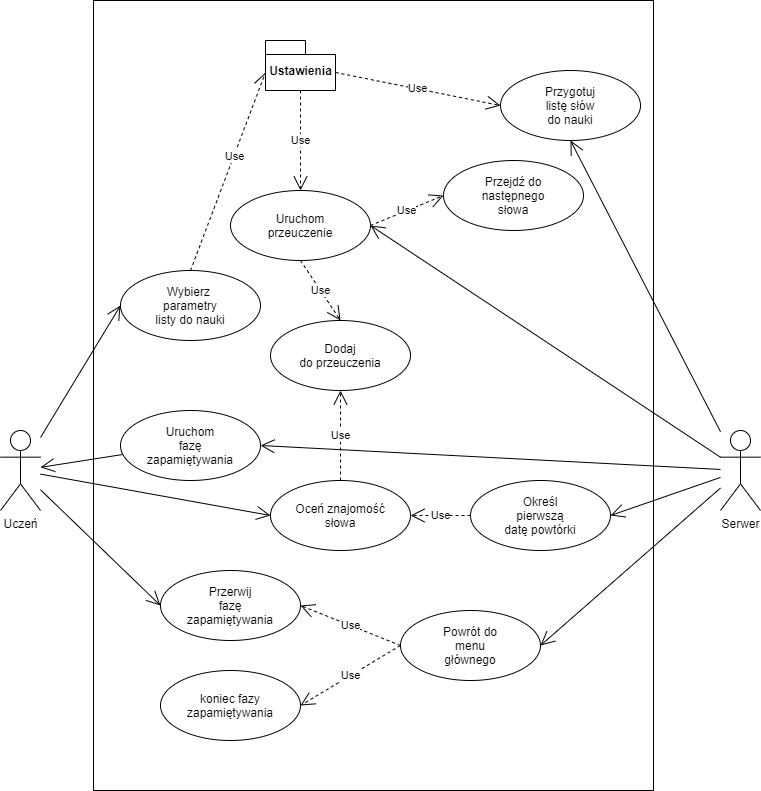 Ustawienia
Use
Przygotuj
listę słów
do nauki
Use
Use
Przejdź do
następnego
słowa
Use
Uruchom
przeuczenie
Use
Wybierz
parametry
listy do nauki
Dodaj
do przeuczenia
Uruchom
fazę
zapamiętywania
Use
Uczeń
Serwer
Oceń znajomość
słowa
Use
Określ
pierwszą
datę powtórki
Przerwij
fazę
zapamiętywania
Use
Powrót do
menu
głównego
Use
koniec fazy
zapamiętywania